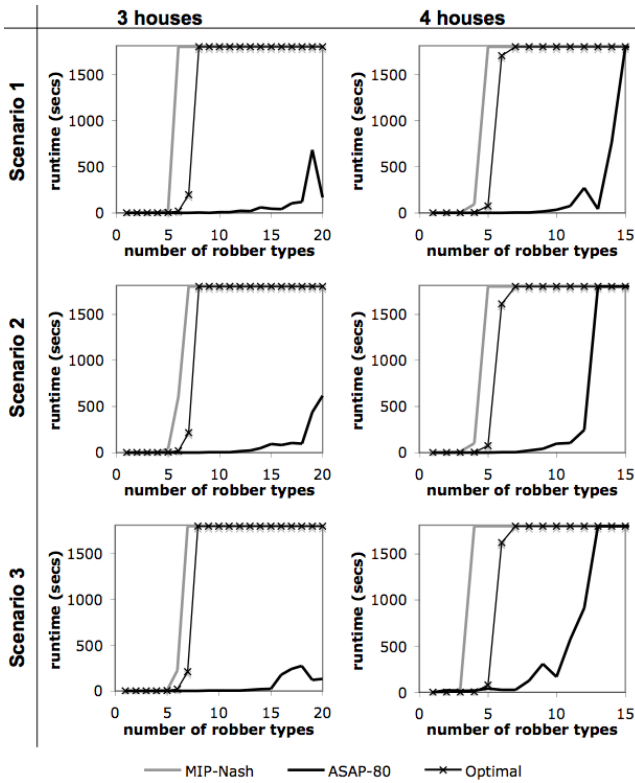 3 houses 4 houses
Scenario 1
runtime (secs)
1500
1000
500
0
0 5 10 15 20
number of robber types
runtime (secs)
1500
1000
500
0
0 5 10 15
number of robber types
Scenario 2
runtime (secs)
1500
1000
500
0
0 5 10 15 20
number of robber types
runtime (secs)
1500
1000
500
0
0 5 10 15
number of robber types
Scenario 3
runtime (secs)
1500
1000
500
0
0 5 10 15 20
number of robber types
runtime (secs)
1500
1000
500
0
0 5 10 15
number of robber types
MIP-Nash ASAP-80 Optimal